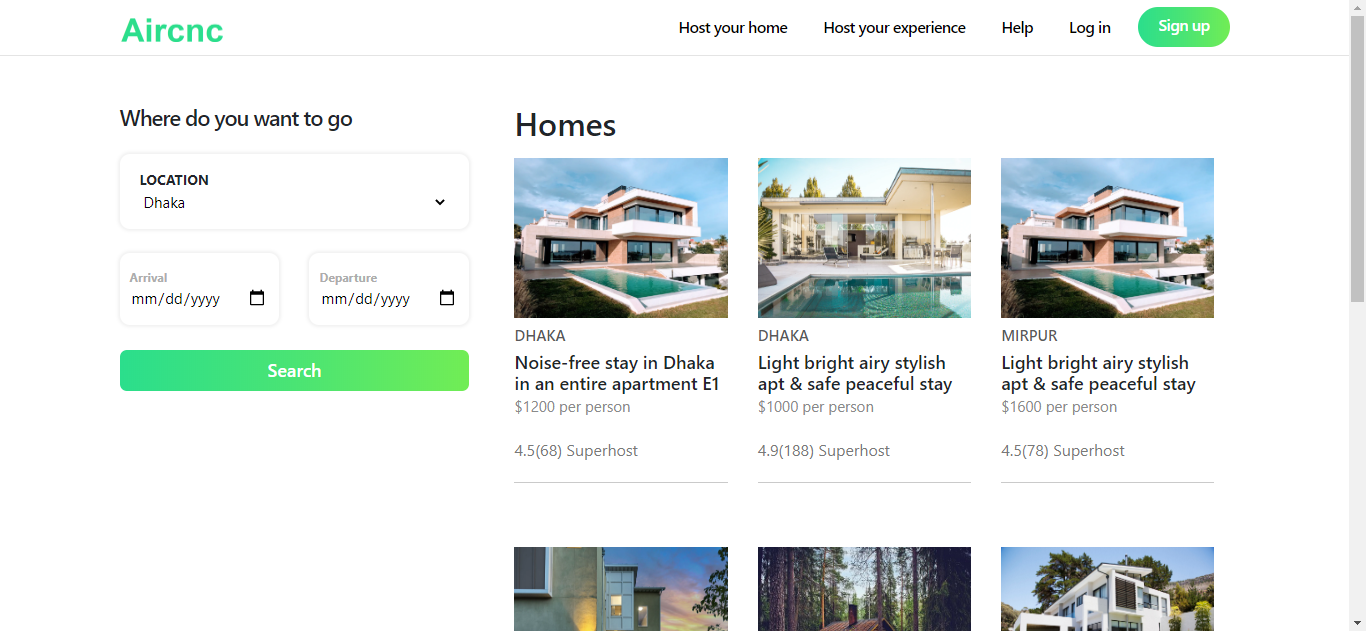 Aircnc
Host your home
Host your experience
Help
Log in
Sign up
Where do you want to go
LOCATION
Dhaka
Arrival
mm/dd/yyyy
Departure
mm/dd/yyyy
Search
Homes
DHAKA
Noise-free stay in Dhaka
in an entire apartment E1
$1200 per person
4.5(68) Superhost
DHAKA
Light bright airy stylish
apt & safe peaceful stay
$1000 per person
4.9(188) Superhost
MIRPUR
Light bright airy stylish
apt & safe peaceful stay
$1600 per person
4.5(78) Superhost